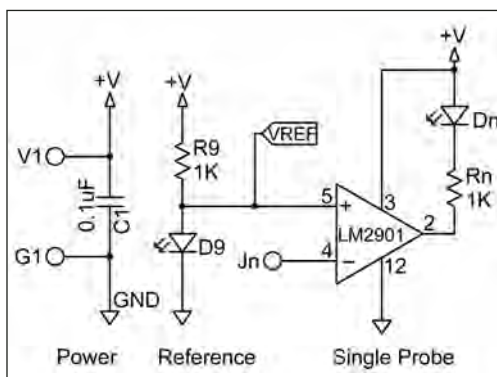 +V
+V
+V
V1
0.1uF
C1
G1
GND
R9
1K
VREF
D9
Dn
Rn
1K
5
+
3
LM2901
2
Jn
4
−
12
Power
Reference
Single Probe